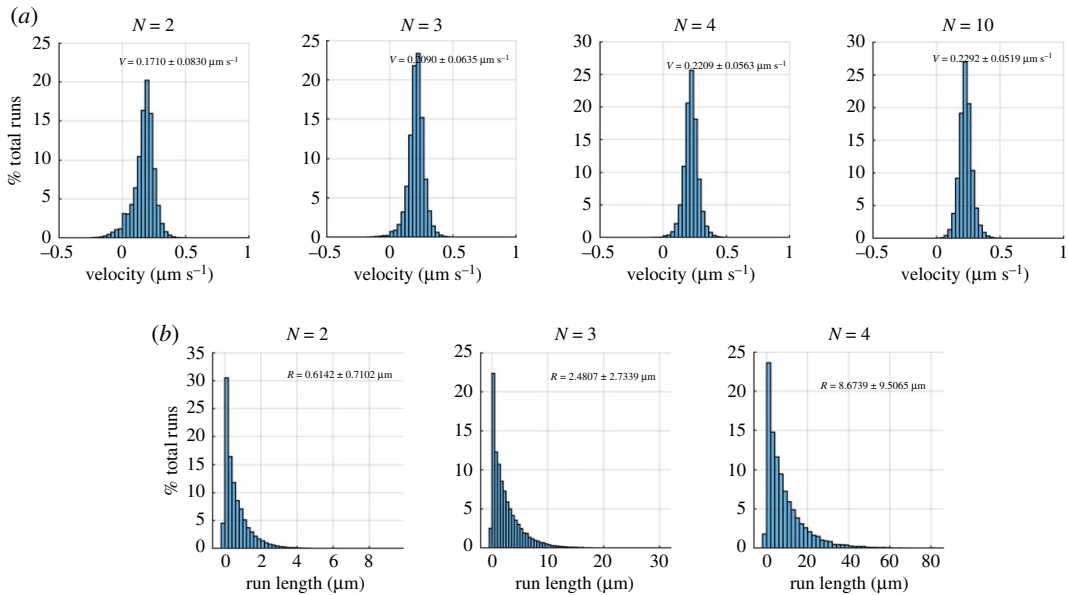 (a)
N = 2
N = 3
N = 4
N = 10
V = 0.1710 ± 0.0830 µm s⁻¹
V = 0.2090 ± 0.0635 µm s⁻¹
V = 0.2209 ± 0.0563 µm s⁻¹
V = 0.2292 ± 0.0519 µm s⁻¹
% total runs
25
20
15
10
5
0
–0.5 0 0.5 1
velocity (µm s⁻¹)
25
20
15
10
5
0
–0.5 0 0.5 1
velocity (µm s⁻¹)
30
25
20
15
10
5
0
–0.5 0 0.5 1
velocity (µm s⁻¹)
30
25
20
15
10
5
0
–0.5 0 0.5 1
velocity (µm s⁻¹)
(b)
N = 2
N = 3
N = 4
R = 0.6142 ± 0.7102 µm
R = 2.4807 ± 2.7339 µm
R = 8.6739 ± 9.5065 µm
% total runs
35
30
25
20
15
10
5
0
0 2 4 6 8
run length (µm)
25
20
15
10
5
0
0 10 20 30
run length (µm)
25
20
15
10
5
0
0 20 40 60 80
run length (µm)